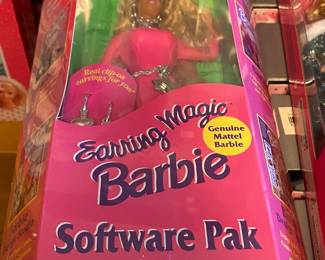 Real clip-on
earrings for you!
Earring Magic
Barbie
Genuine
Mattel
Barbie
Software Pak